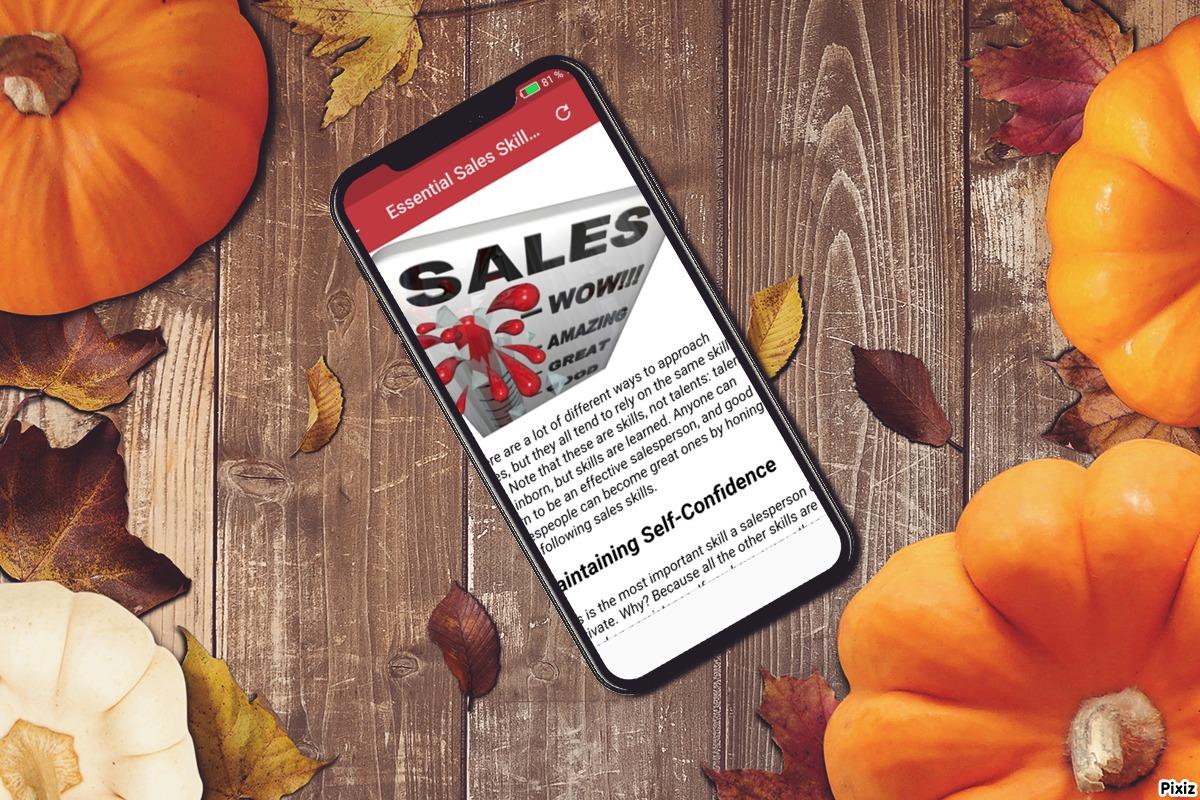 81 %
Essential Sales Skill...
SALES
WOW!!!
AMAZING
GREAT
OOD
re are a lot of different ways to approach
es, but they all tend to rely on the same skill
Note that these are skills, not talents: talen
inborn, but skills are learned. Anyone can
n to be an effective salesperson, and good
espeople can become great ones by honing
following sales skills.
aintaining Self-Confidence
s is the most important skill a salesperson
ivate. Why? Because all the other skills are
Pixiz